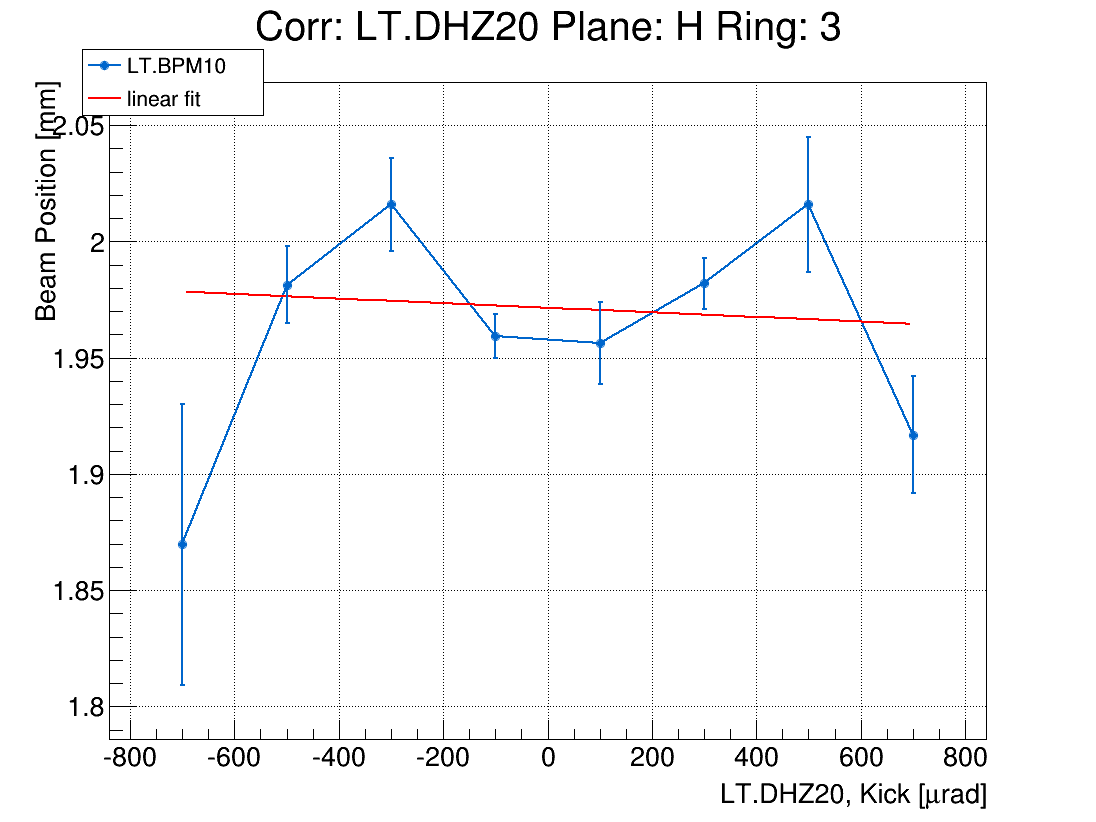 Corr: LT.DHZ20 Plane: H Ring: 3
LT.BPM10
linear fit
Beam Position [mm]
2.05
2
1.95
1.9
1.85
1.8
-800 -600 -400 -200 0 200 400 600 800
LT.DHZ20, Kick [μrad]